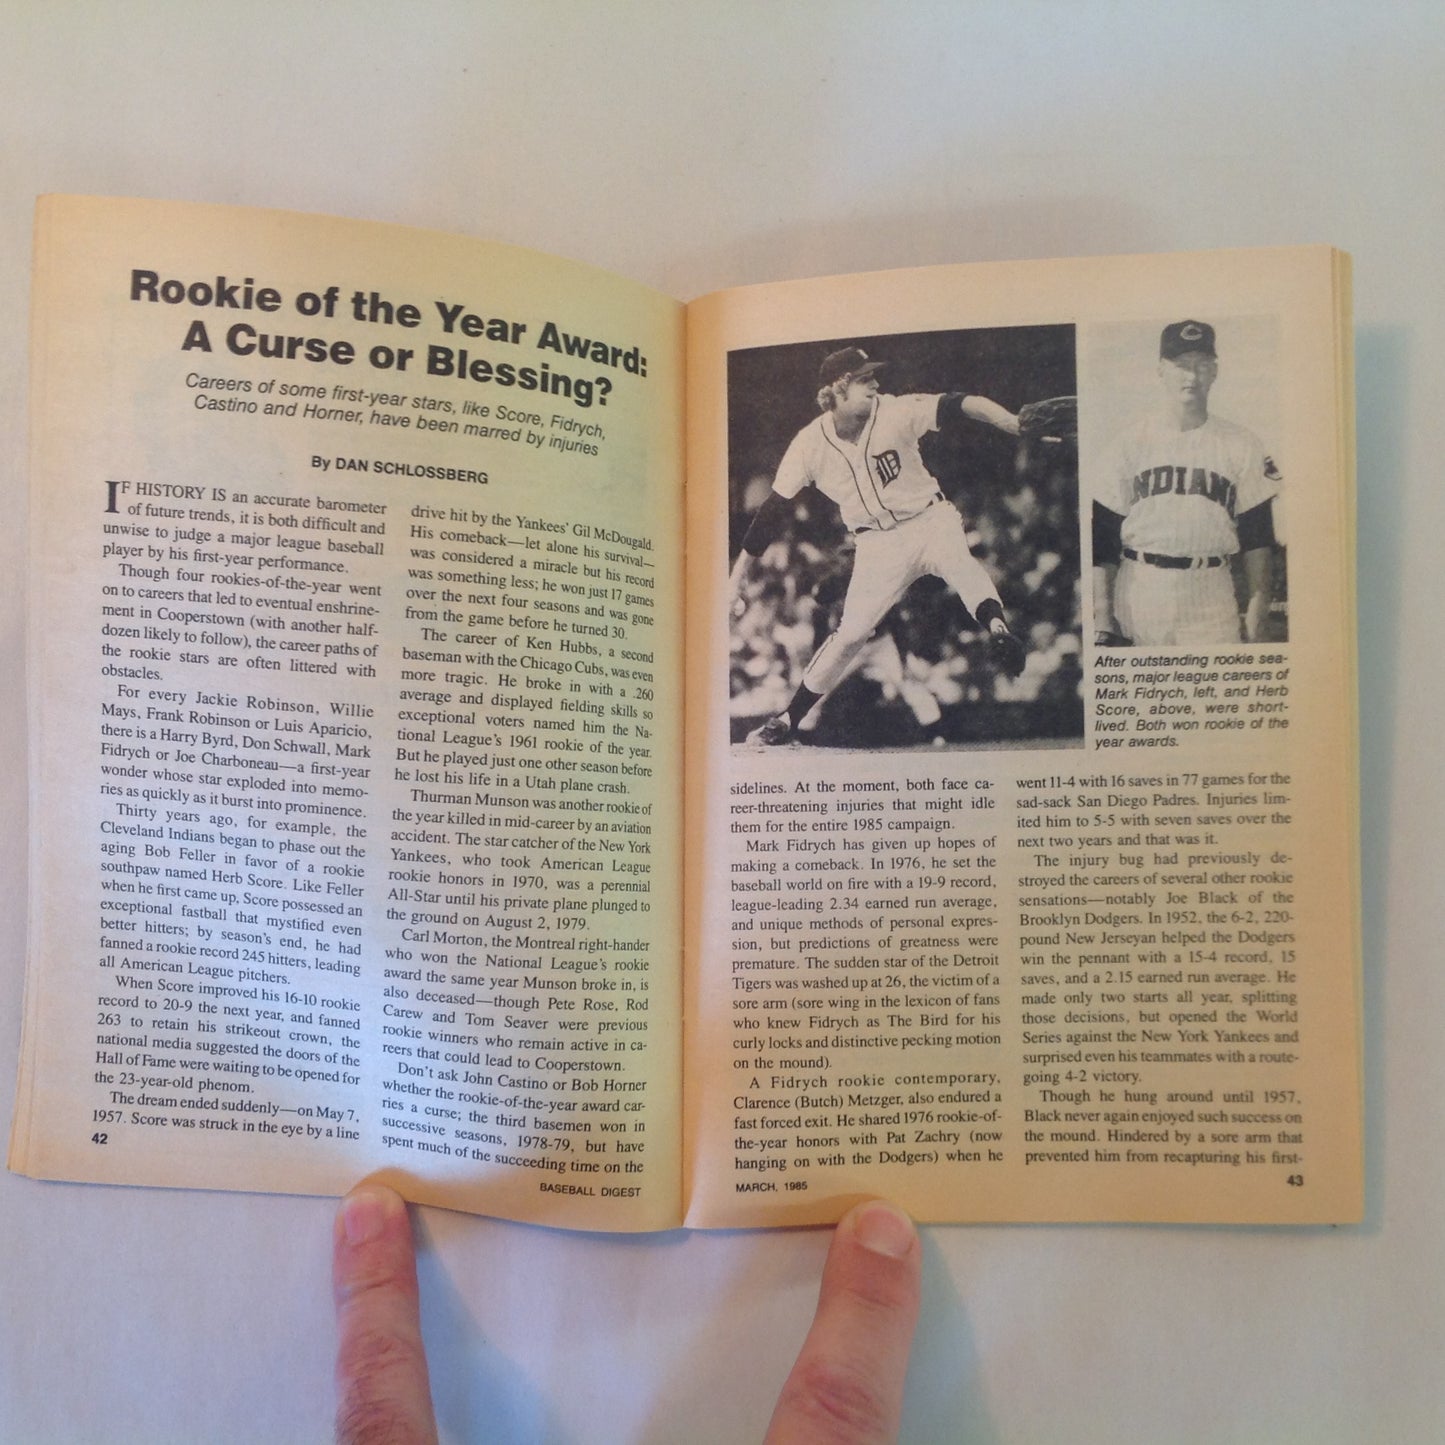 Rookie of the Year Award:
A Curse or Blessing?
Careers of some first-year stars, like Score, Fidrych,
Castino and Horner, have been marred by injuries
By DAN SCHLOSSBERG
IF HISTORY IS an accurate barometer
of future trends, it is both difficult and
unwise to judge a major league baseball
player by his first-year performance.
Though four rookies-of-the-year went
on to careers that led to eventual enshrine-
ment in Cooperstown (with another half-
dozen likely to follow), the career paths of
the rookie stars are often littered with
obstacles.
For every Jackie Robinson, Willie
Mays, Frank Robinson or Luis Aparicio,
there is a Harry Byrd, Don Schwall, Mark
Fidrych or Joe Charboneau—a first-year
wonder whose star exploded into memo-
ries as quickly as it burst into prominence.
Thirty years ago, for example, the
Cleveland Indians began to phase out the
aging Bob Feller in favor of a rookie
southpaw named Herb Score. Like Feller
when he first came up, Score possessed an
exceptional fastball that mystified even
better hitters; by season's end, he had
fanned a rookie record 245 hitters, leading
all American League pitchers.
When Score improved his 16-10 rookie
record to 20-9 the next year, and fanned
263 to retain his strikeout crown, the
national media suggested the doors of the
Hall of Fame were waiting to be opened for
the 23-year-old phenom.
The dream ended suddenly—on May 7,
1957. Score was struck in the eye by a line
42
drive hit by the Yankees' Gil McDougald.
His comeback—let alone his survival—
was considered a miracle but his record
was something less; he won just 17 games
over the next four seasons and was gone
from the game before he turned 30.
The career of Ken Hubbs, a second
baseman with the Chicago Cubs, was even
more tragic. He broke in with a .260
average and displayed fielding skills so
exceptional voters named him the Na-
tional League's 1961 rookie of the year.
But he played just one other season before
he lost his life in a Utah plane crash.
Thurman Munson was another rookie of
the year killed in mid-career by an aviation
accident. The star catcher of the New York
Yankees, who took American League
rookie honors in 1970, was a perennial
All-Star until his private plane plunged to
the ground on August 2, 1979.
Carl Morton, the Montreal right-hander
who won the National League's rookie
award the same year Munson broke in, is
also deceased—though Pete Rose, Rod
Carew and Tom Seaver were previous
rookie winners who remain active in ca-
reers that could lead to Cooperstown.
Don't ask John Castino or Bob Horner
whether the rookie-of-the-year award car-
ries a curse; the third basemen won in
successive seasons, 1978-79, but have
spent much of the succeeding time on the
BASEBALL DIGEST
D
C
INDIANS
After outstanding rookie sea-
sons, major league careers of
Mark Fidrych, left, and Herb
Score, above, were short-
lived. Both won rookie of the
year awards.
sidelines. At the moment, both face ca-
reer-threatening injuries that might idle
them for the entire 1985 campaign.
Mark Fidrych has given up hopes of
making a comeback. In 1976, he set the
baseball world on fire with a 19-9 record,
league-leading 2.34 earned run average,
and unique methods of personal expres-
sion, but predictions of greatness were
premature. The sudden star of the Detroit
Tigers was washed up at 26, the victim of a
sore arm (sore wing in the lexicon of fans
who knew Fidrych as The Bird for his
curly locks and distinctive pecking motion
on the mound).
A Fidrych rookie contemporary,
Clarence (Butch) Metzger, also endured a
fast forced exit. He shared 1976 rookie-of-
the-year honors with Pat Zachry (now
hanging on with the Dodgers) when he
MARCH, 1985
went 11-4 with 16 saves in 77 games for the
sad-sack San Diego Padres. Injuries lim-
ited him to 5-5 with seven saves over the
next two years and that was it.
The injury bug had previously de-
stroyed the careers of several other rookie
sensations—notably Joe Black of the
Brooklyn Dodgers. In 1952, the 6-2, 220-
pound New Jerseyan helped the Dodgers
win the pennant with a 15-4 record, 15
saves, and a 2.15 earned run average. He
made only two starts all year, splitting
those decisions, but opened the World
Series against the New York Yankees and
surprised even his teammates with a route-
going 4-2 victory.
Though he hung around until 1957,
Black never again enjoyed such success on
the mound. Hindered by a sore arm that
prevented him from recapturing his first-
43